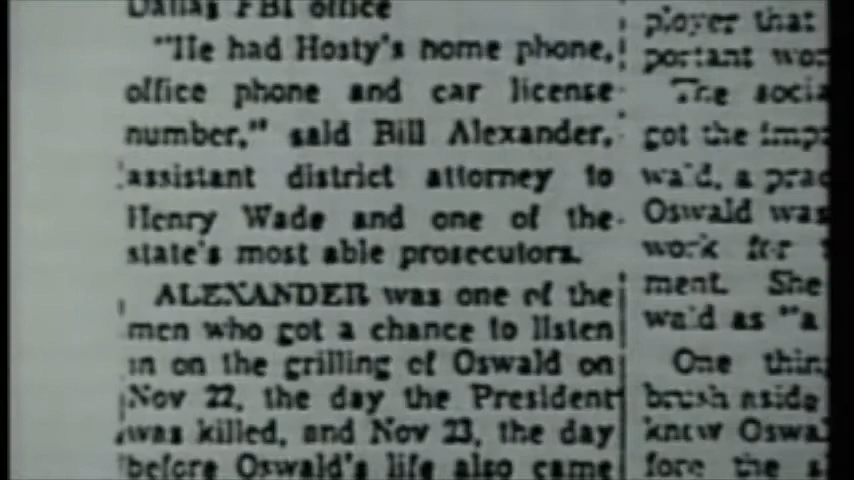 Dallas FBI office
"He had Hosty's home phone,
office phone and car license
number," said Bill Alexander,
assistant district attorney to
Henry Wade and one of the
state's most able prosecutors.
ALEXANDER was one of the
men who got a chance to listen
in on the grilling of Oswald on
Nov 22, the day the President
was killed, and Nov 23, the day
before Oswald's life also came
ployer that
portant wor
The socia
got the imp
wald, a prac
Oswald was
work for
ment. She
wald as "a
One thin
brush aside
knew Oswal
fore the